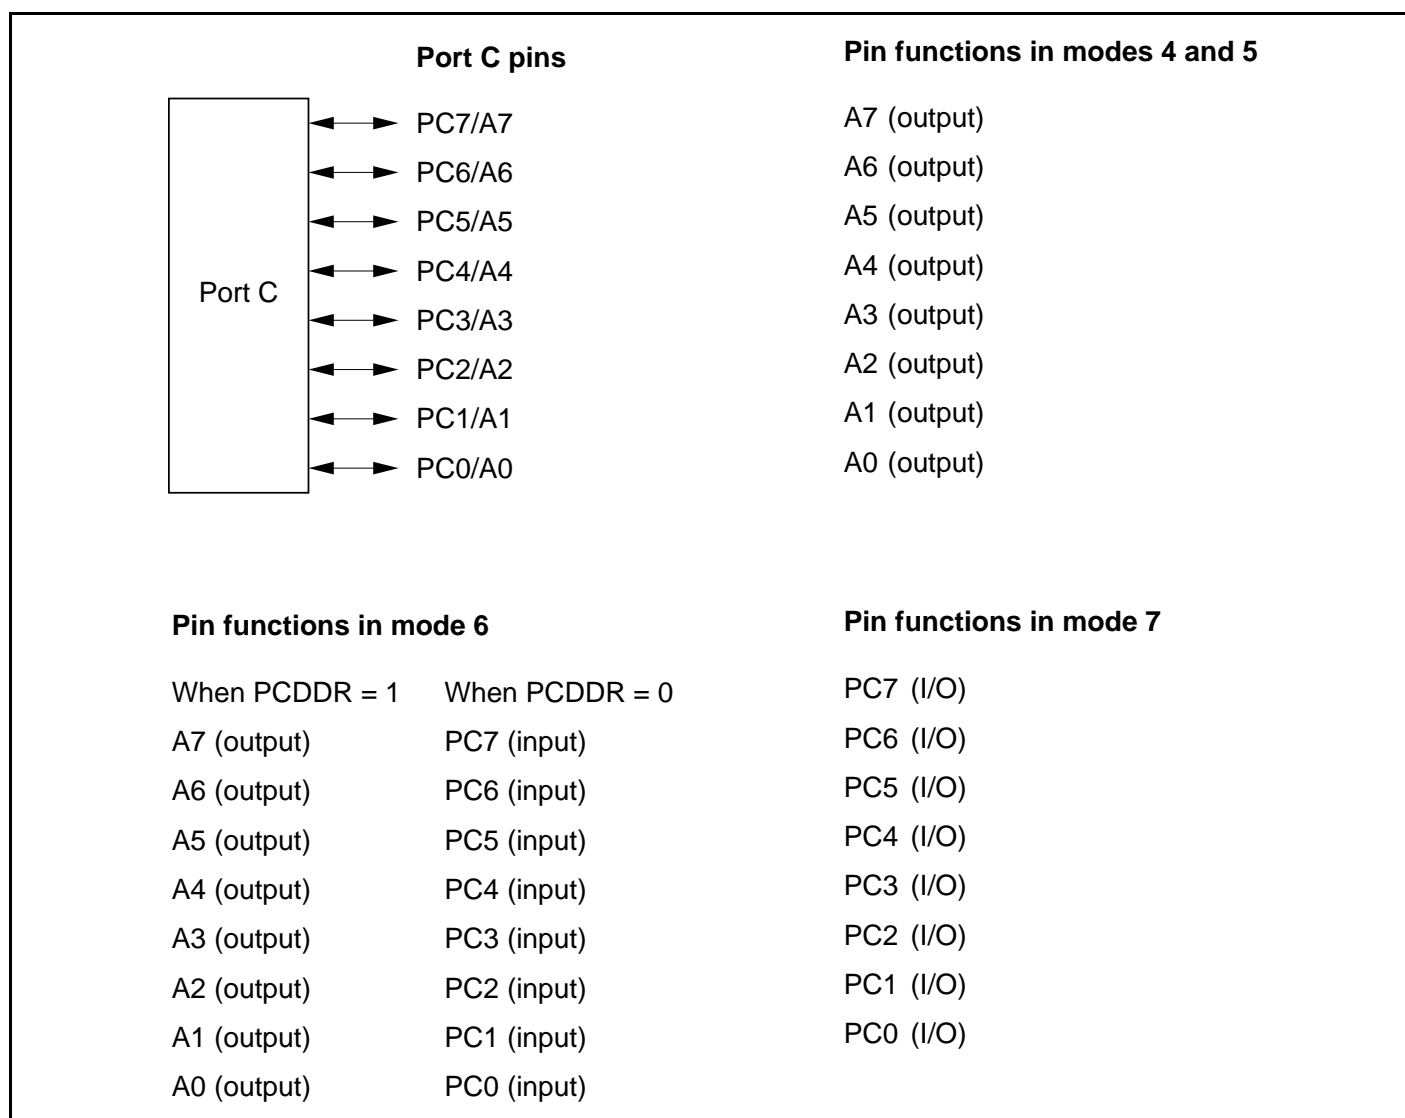 Port C pins
Port C
PC7/A7
PC6/A6
PC5/A5
PC4/A4
PC3/A3
PC2/A2
PC1/A1
PC0/A0
Pin functions in modes 4 and 5
A7 (output)
A6 (output)
A5 (output)
A4 (output)
A3 (output)
A2 (output)
A1 (output)
A0 (output)
Pin functions in mode 6
When PCDDR = 1 When PCDDR = 0
A7 (output) PC7 (input)
A6 (output) PC6 (input)
A5 (output) PC5 (input)
A4 (output) PC4 (input)
A3 (output) PC3 (input)
A2 (output) PC2 (input)
A1 (output) PC1 (input)
A0 (output) PC0 (input)
Pin functions in mode 7
PC7 (I/O)
PC6 (I/O)
PC5 (I/O)
PC4 (I/O)
PC3 (I/O)
PC2 (I/O)
PC1 (I/O)
PC0 (I/O)